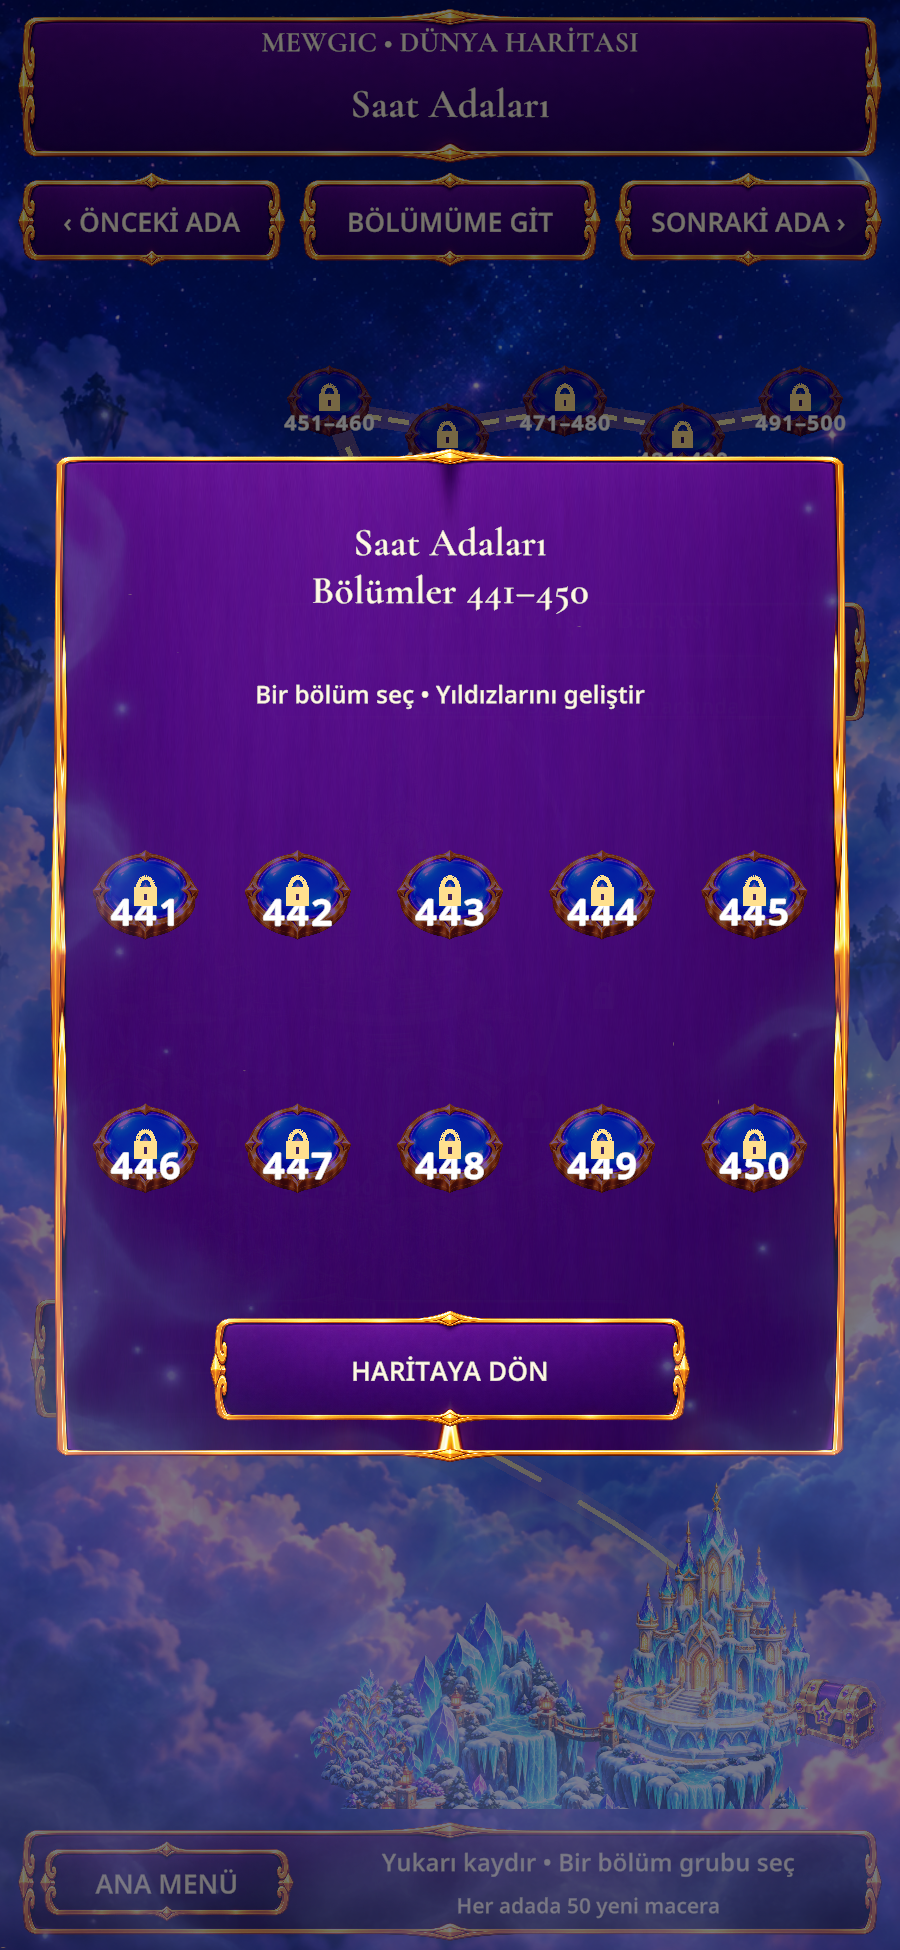 MEWGIC • DÜNYA HARİTASI
Saat Adaları
‹ ÖNCEKİ ADA
BÖLÜMÜME GİT
SONRAKİ ADA ›
451–460
471–480
491–500
Saat Adaları
Bölümler 441–450
Bir bölüm seç • Yıldızlarını geliştir
441
442
443
444
445
446
447
448
449
450
HARİTAYA DÖN
ANA MENÜ
Yukarı kaydır • Bir bölüm grubu seç
Her adada 50 yeni macera